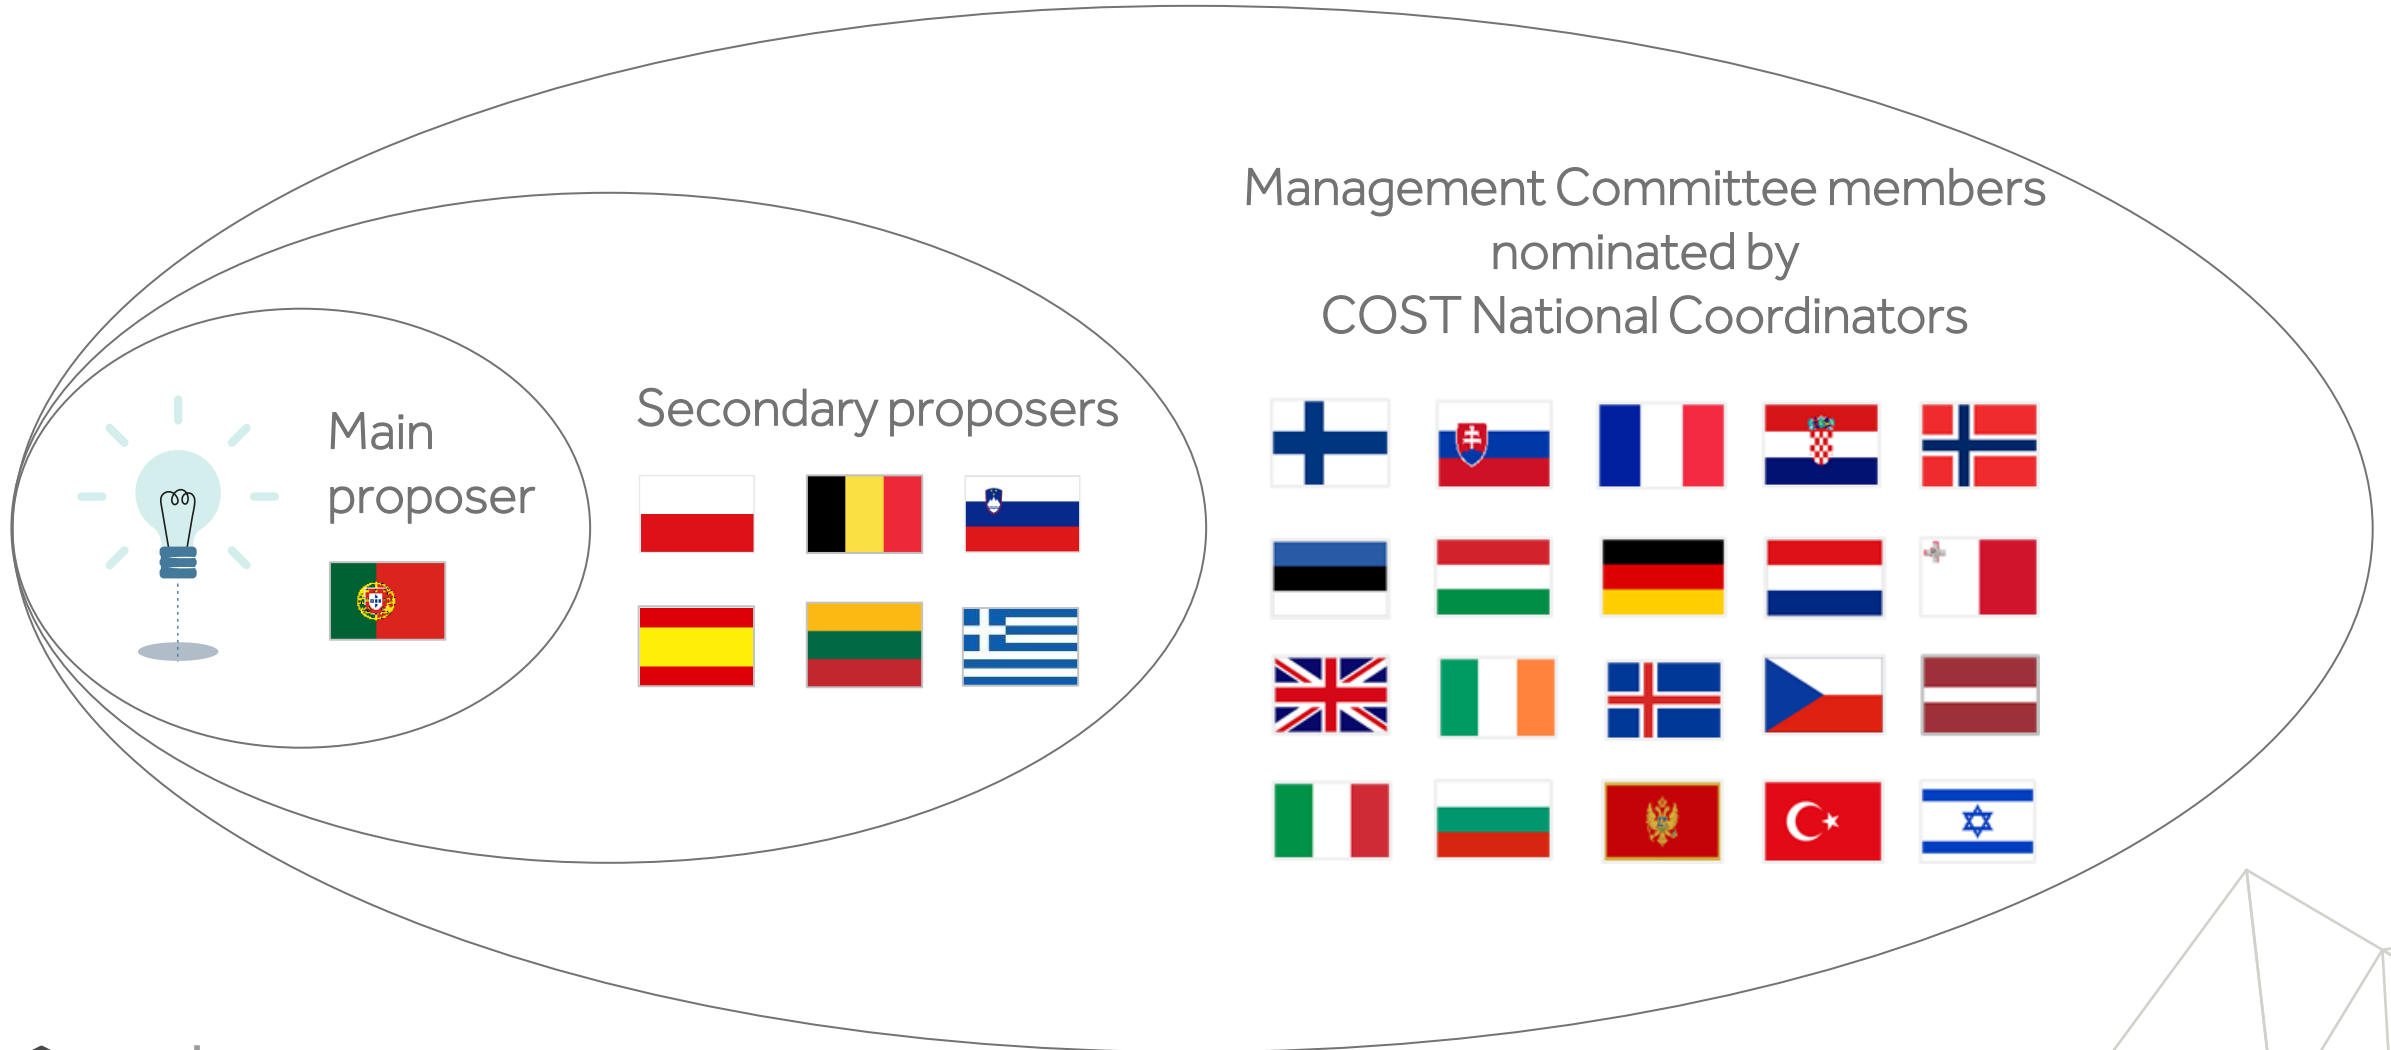 Main
proposer
Secondary proposers
Management Committee members
nominated by
COST National Coordinators